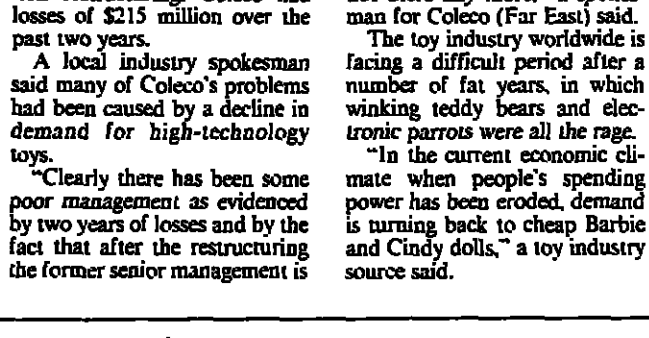 losses of $215 million over the
past two years.
A local industry spokesman
said many of Coleco's problems
had been caused by a decline in
demand for high-technology
toys.
"Clearly there has been some
poor management as evidenced
by two years of losses and by the
fact that after the restructuring
the former senior management is
man for Coleco (Far East) said.
The toy industry worldwide is
facing a difficult period after a
number of fat years, in which
winking teddy bears and elec-
tronic parrots were all the rage.
"In the current economic cli-
mate when people's spending
power has been eroded, demand
is turning back to cheap Barbie
and Cindy dolls," a toy industry
source said.